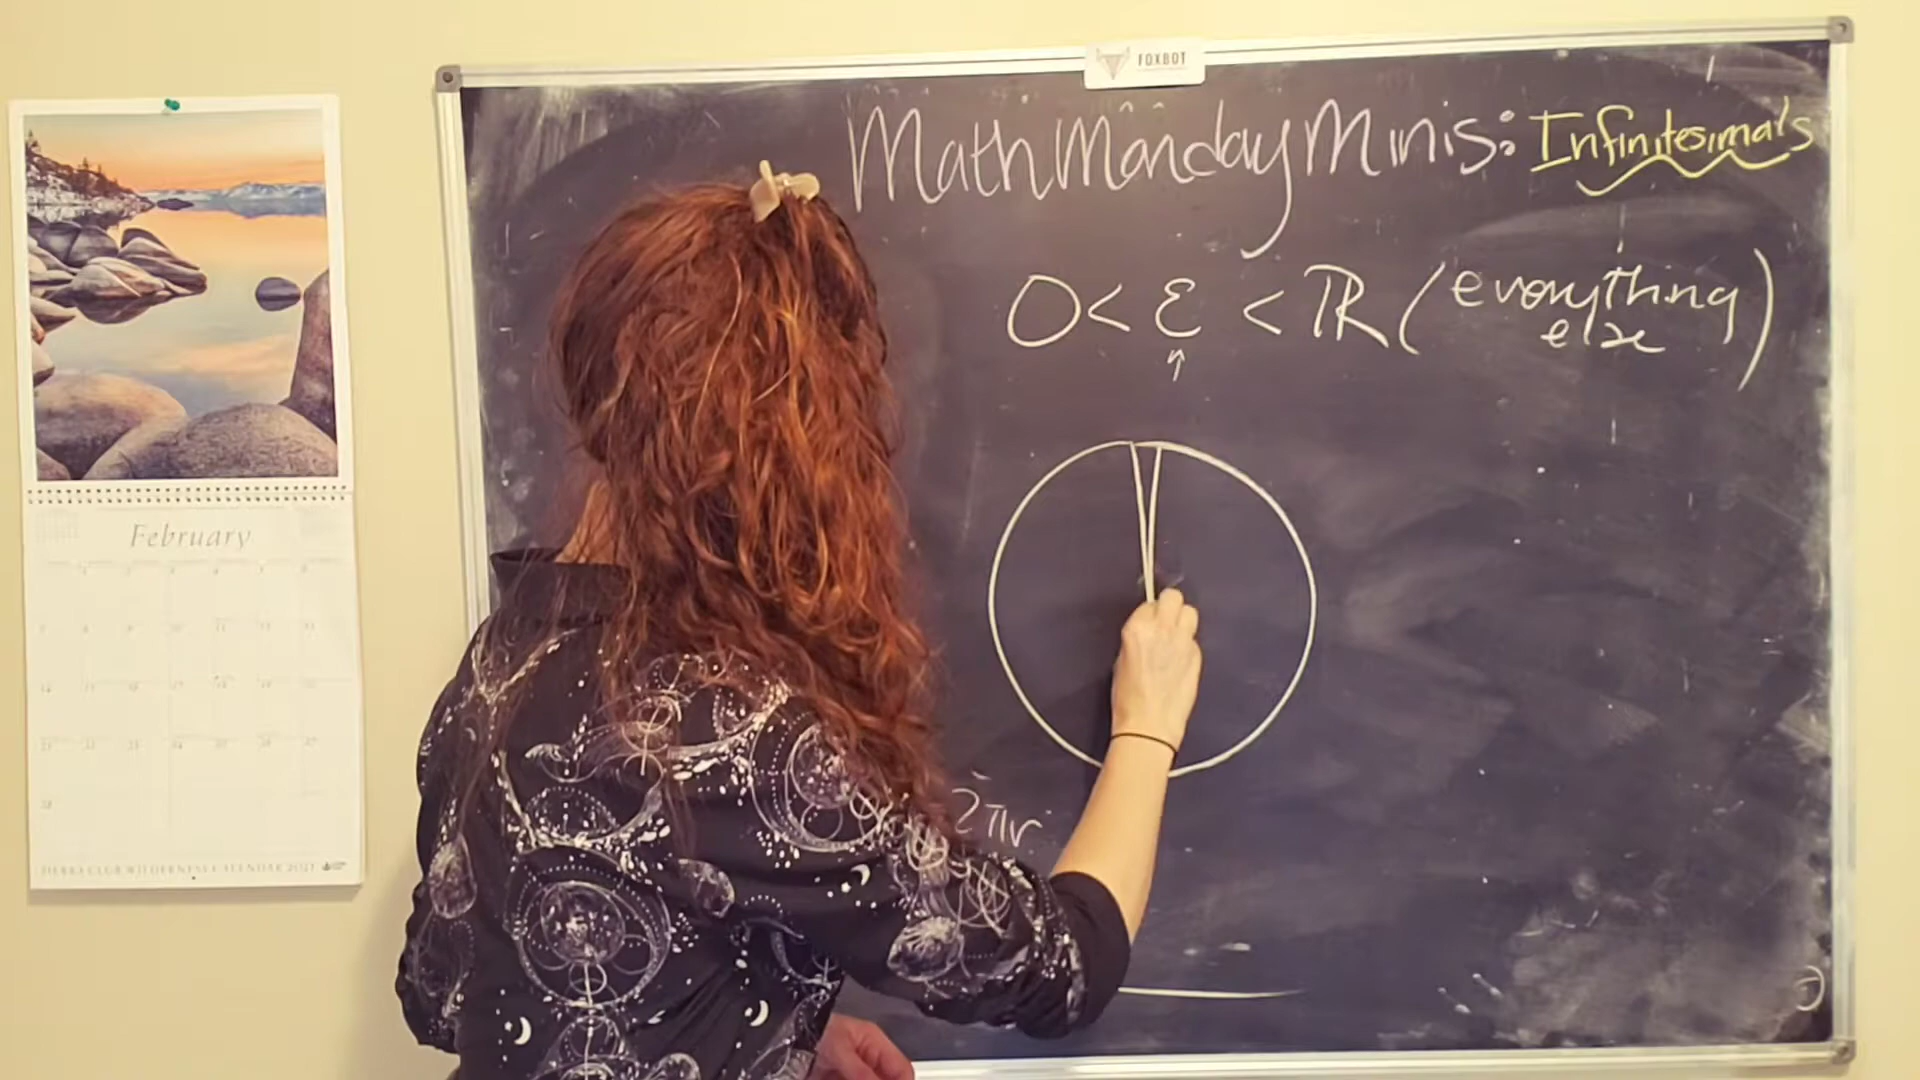 FOXBOT
Math Monday Minis: Infinitesimals
0 < ε < ℝ (everything
else)
↑
2πr
February